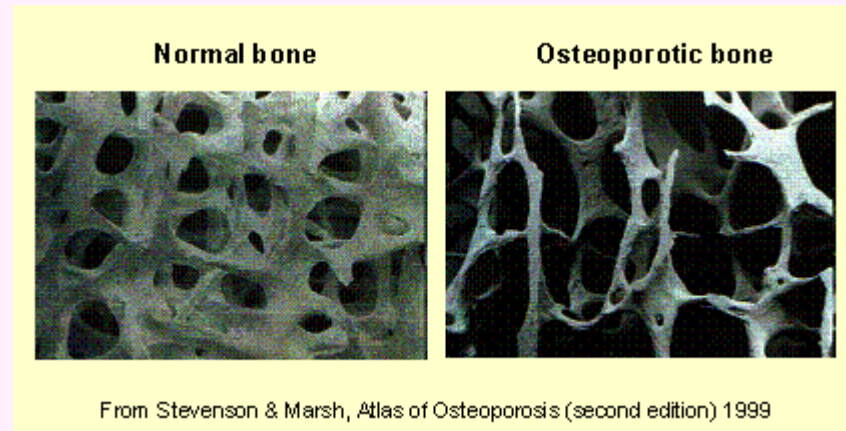 Normal bone
Osteoporotic bone
From Stevenson & Marsh, Atlas of Osteoporosis (second edition) 1999